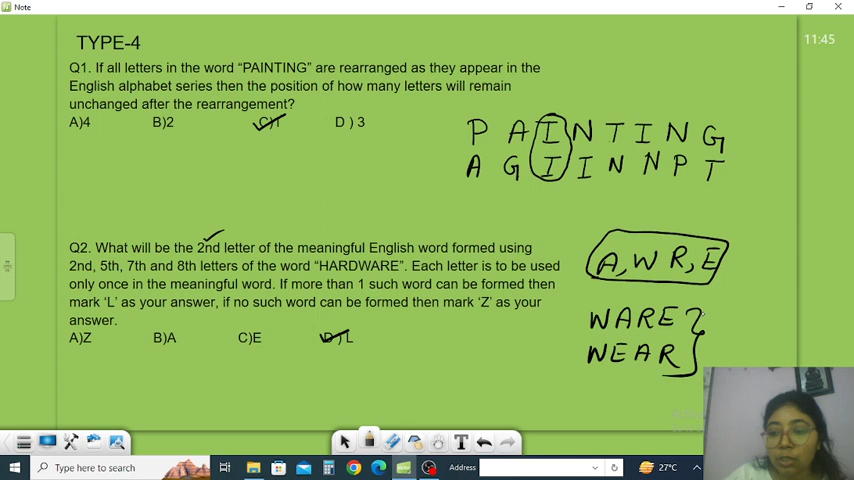 Note
11:45
TYPE-4
Q1. If all letters in the word “PAINTING” are rearranged as they appear in the
English alphabet series then the position of how many letters will remain
unchanged after the rearrangement?
A)4 B)2 C)1 D ) 3
P A I N T I N G
A G I I N N P T
Q2. What will be the 2nd letter of the meaningful English word formed using
2nd, 5th, 7th and 8th letters of the word “HARDWARE”. Each letter is to be used
only once in the meaningful word. If more than 1 such word can be formed then
mark ‘L’ as your answer, if no such word can be formed then mark ‘Z’ as your
answer.
A)Z B)A C)E D ) L
A, W R, E
WARE
WEAR
Type here to search
Address
27°C